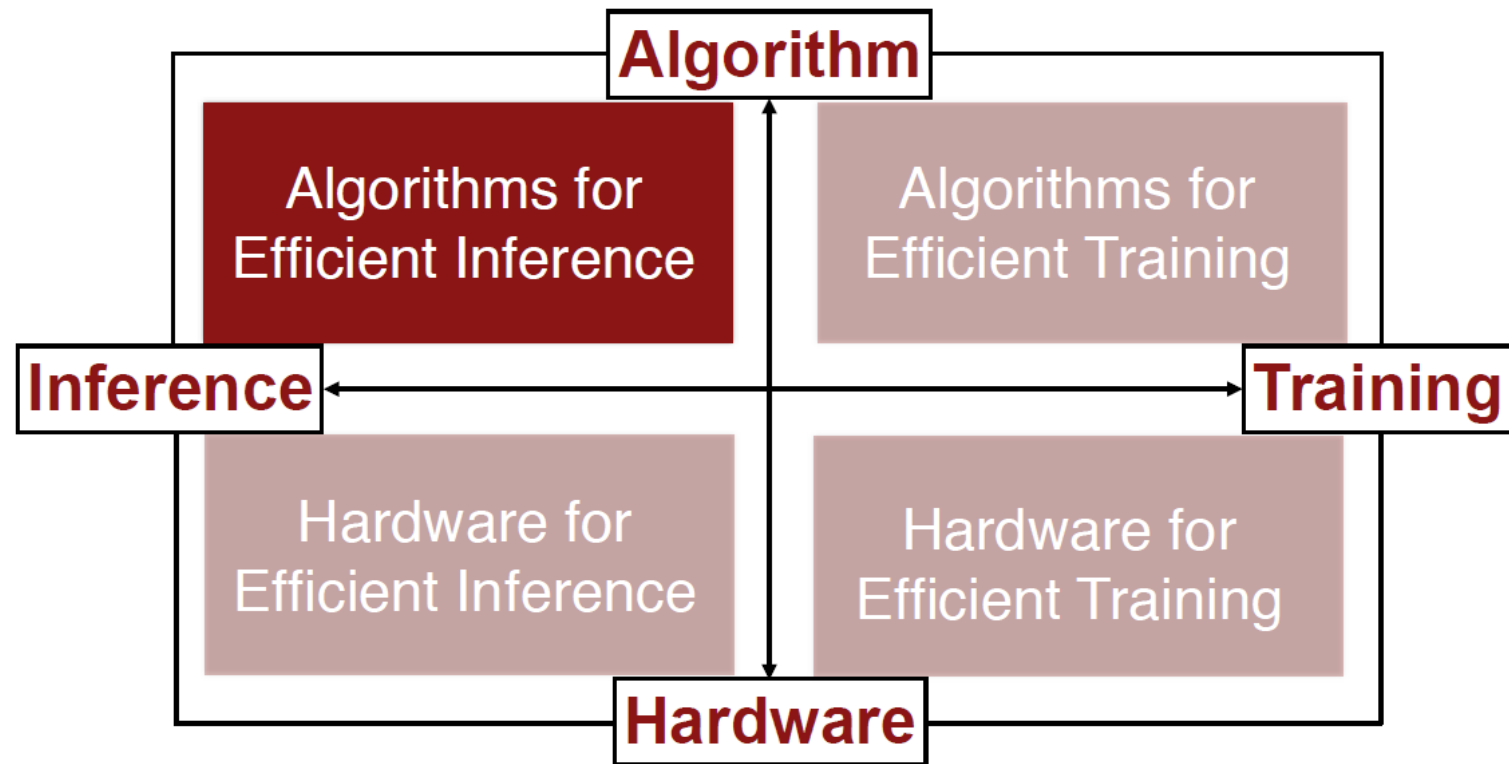 Algorithm
Algorithms for
Efficient Inference
Algorithms for
Efficient Training
Inference
Training
Hardware for
Efficient Inference
Hardware for
Efficient Training
Hardware